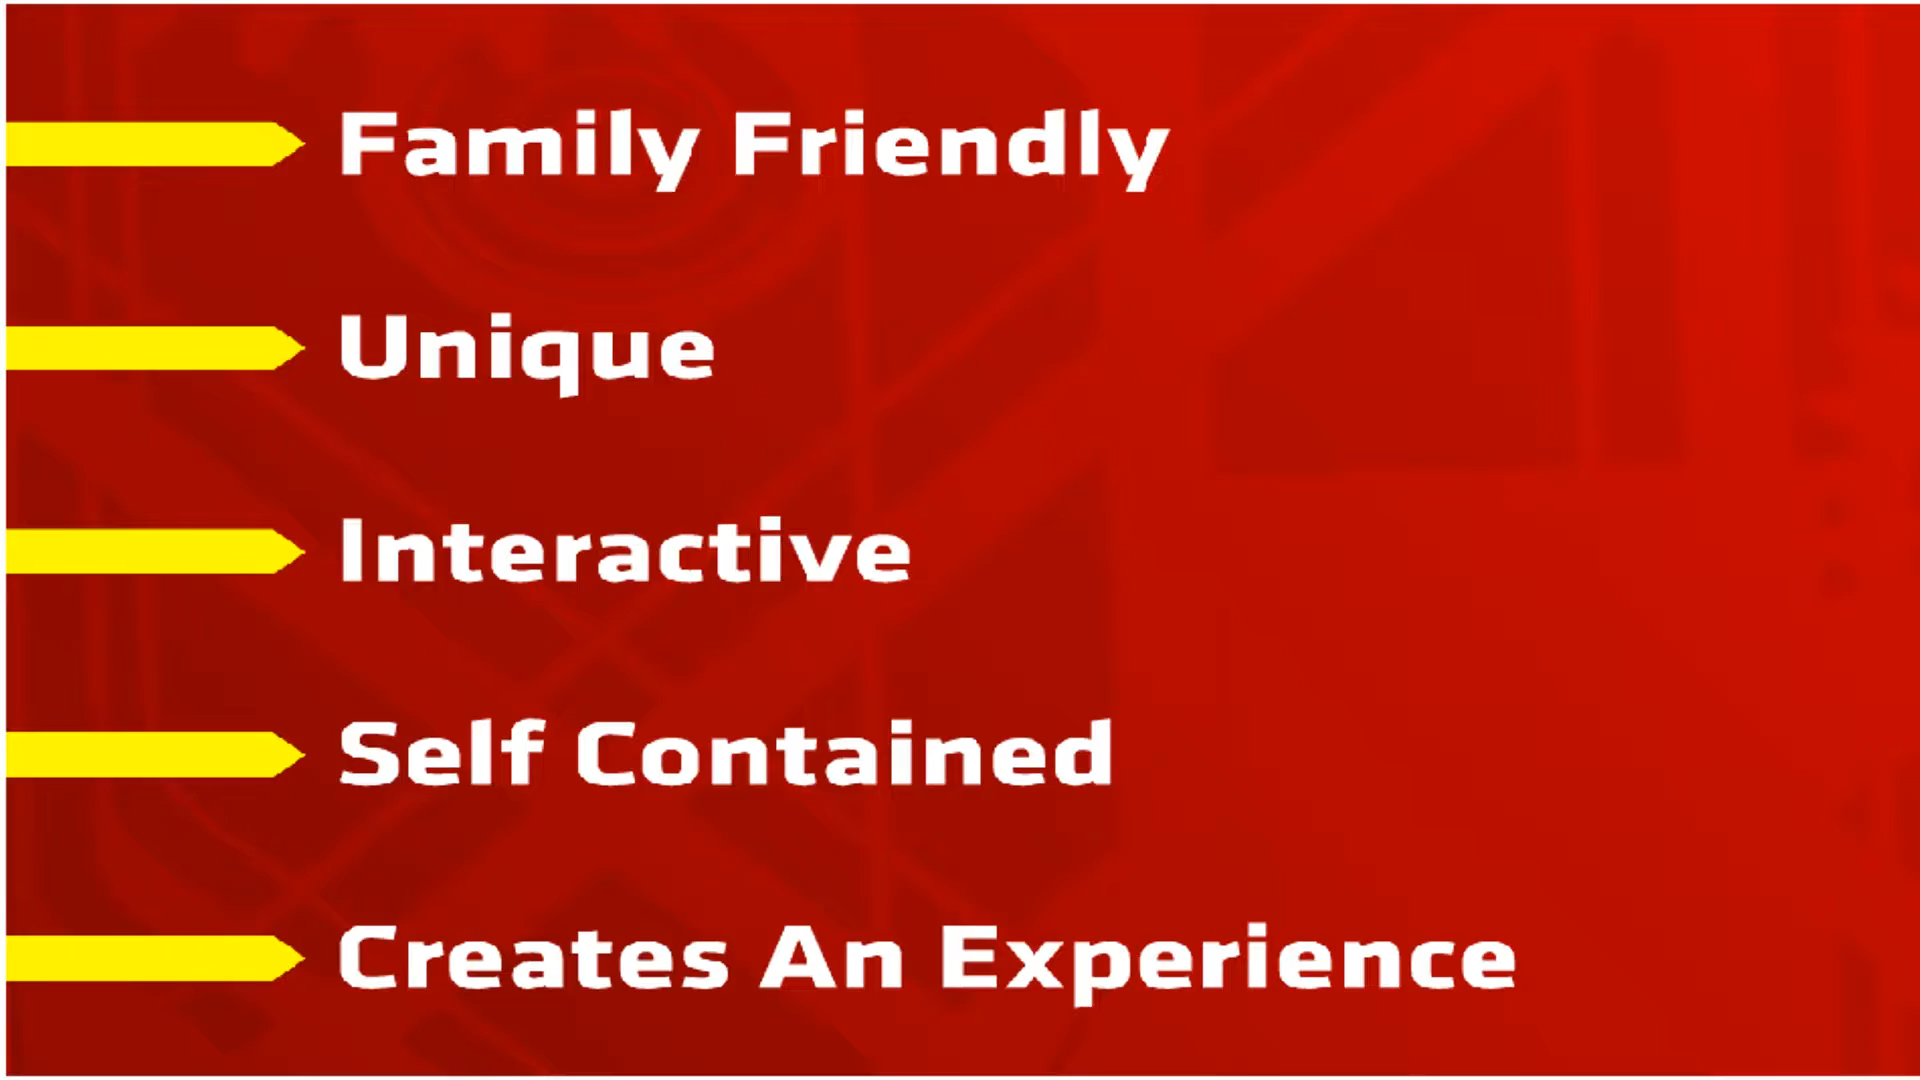 Family Friendly
Unique
Interactive
Self Contained
Creates An Experience